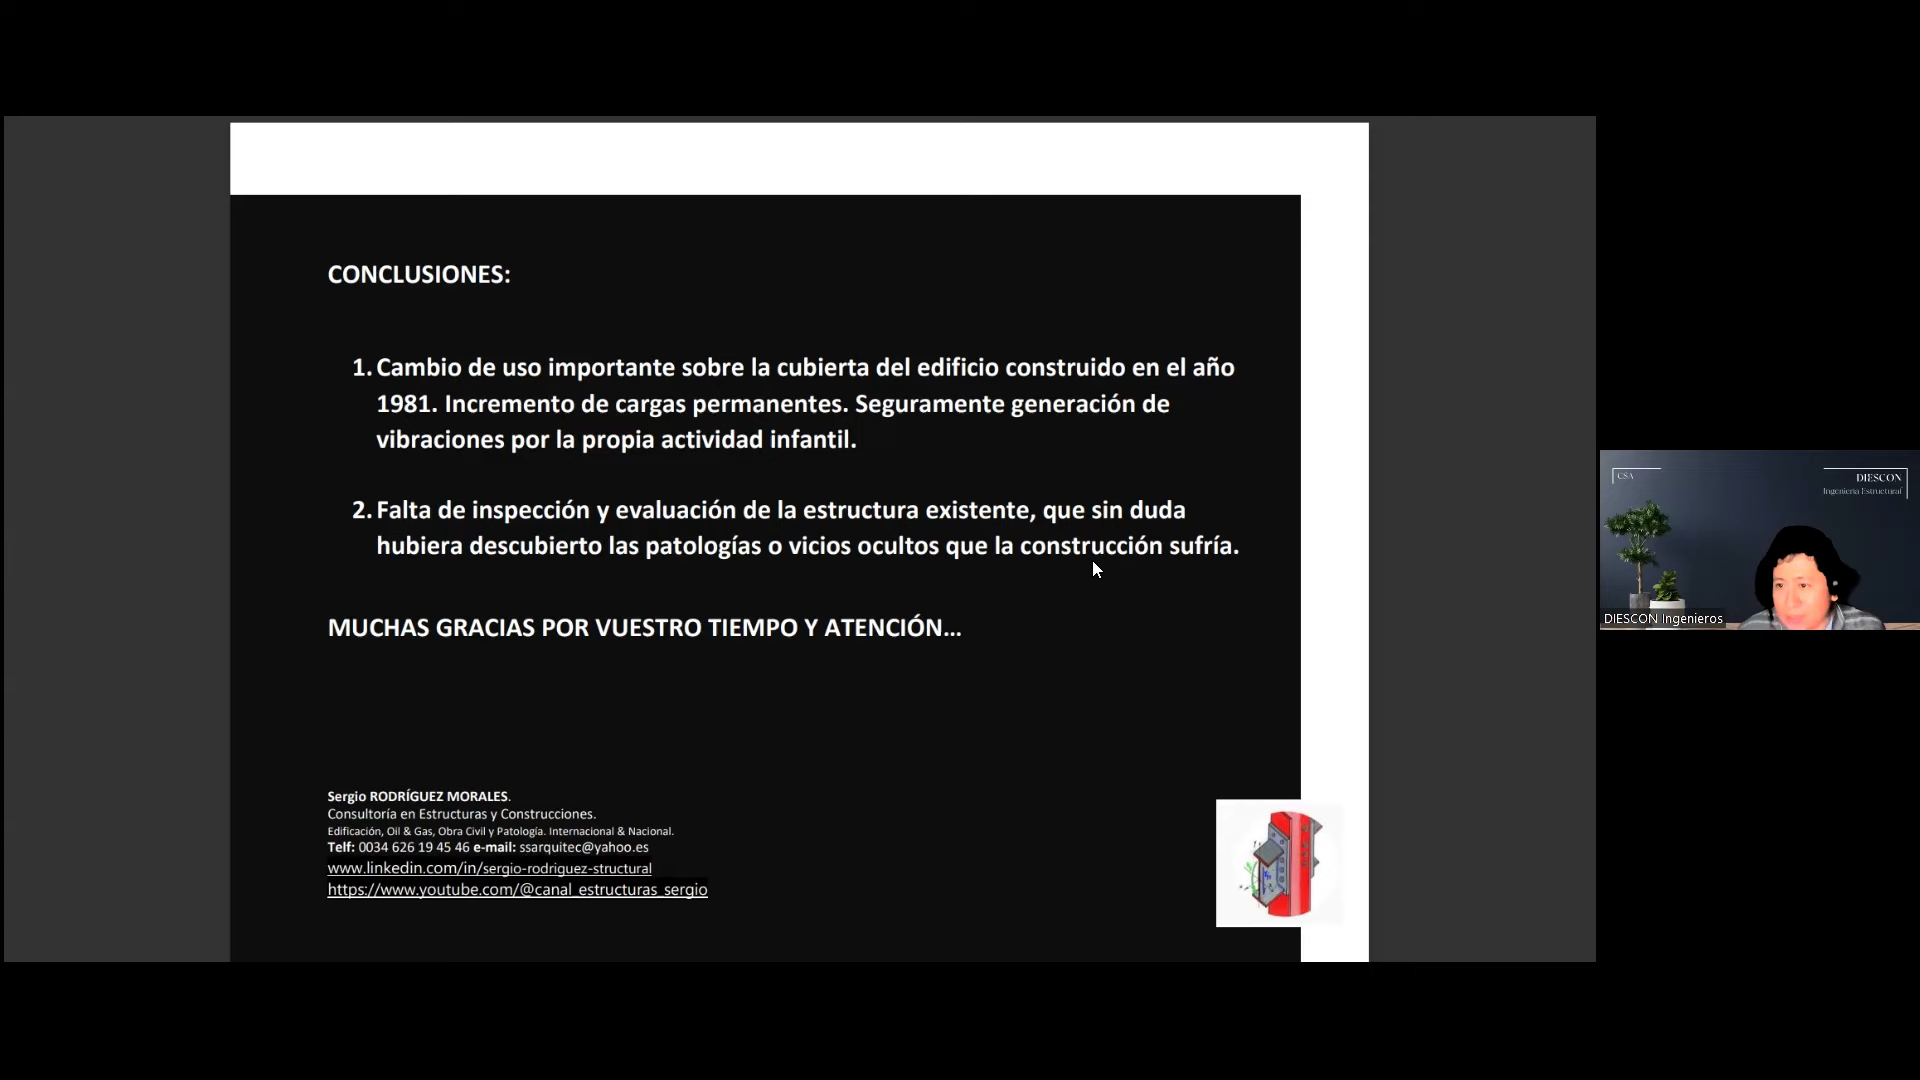 CONCLUSIONES:
1. Cambio de uso importante sobre la cubierta del edificio construido en el año
1981. Incremento de cargas permanentes. Seguramente generación de
vibraciones por la propia actividad infantil.
2. Falta de inspección y evaluación de la estructura existente, que sin duda
hubiera descubierto las patologías o vicios ocultos que la construcción sufría.
MUCHAS GRACIAS POR VUESTRO TIEMPO Y ATENCIÓN...
Sergio RODRÍGUEZ MORALES.
Consultoría en Estructuras y Construcciones.
Edificación, Oil & Gas, Obra Civil y Patología. Internacional & Nacional.
Telf: 0034 626 19 45 46 e-mail: ssarquitec@yahoo.es
www.linkedin.com/in/sergio-rodriguez-structural
https://www.youtube.com/@canal_estructuras_sergio
CSA
DIESCON
Ingeniería Estructural
DIESCON Ingenieros